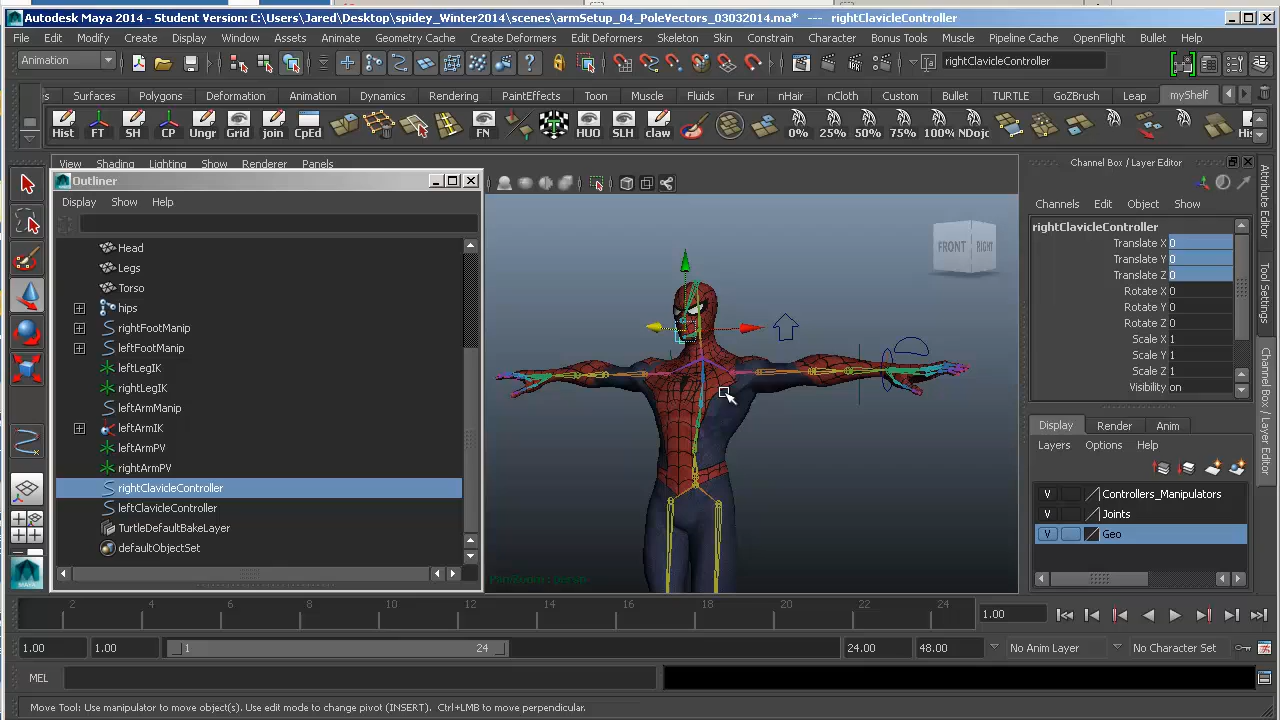 Autodesk Maya 2014 - Student Version: C:\Users\Jared\Desktop\spidey_Winter2014\scenes\armSetup_04_PoleVectors_03032014.ma* --- rightClavicleController
File Edit Modify Create Display Window Assets Animate Geometry Cache Create Deformers Edit Deformers Skeleton Skin Constrain Character Bonus Tools Muscle Pipeline Cache OpenFlight Bullet Help
Animation rightClavicleController
Surfaces Polygons Deformation Animation Dynamics Rendering PaintEffects Toon Muscle Fluids Fur nHair nCloth Custom Bullet TURTLE GoZBrush Leap myShelf
Hist FT SH CP Ungr Grid join CpEd FN HUO SLH claw 0% 25% 50% 75% 100% NDojc His
View Shading Lighting Show Renderer Panels
Channel Box / Layer Editor
Outliner
Display Show Help
Channels Edit Object Show
rightClavicleController
Translate X 0
Translate Y 0
Translate Z 0
Rotate X 0
Rotate Y 0
Rotate Z 0
Scale X 1
Scale Y 1
Scale Z 1
Visibility on
Head
Legs
Torso
hips
rightFootManip
leftFootManip
leftLegIK
rightLegIK
leftArmManip
leftArmIK
leftArmPV
rightArmPV
rightClavicleController
leftClavicleController
TurtleDefaultBakeLayer
defaultObjectSet
FRONT RIGHT
Display Render Anim
Layers Options Help
V Controllers_Manipulators
V Joints
V Geo
Attribute Editor
Tool Settings
Channel Box / Layer Editor
2 4 6 8 10 12 14 16 18 20 22 24
1.00
1.00 1.00 1 24 24.00 48.00 No Anim Layer No Character Set
MEL
Move Tool: Use manipulator to move object(s). Use edit mode to change pivot (INSERT). Ctrl+LMB to move perpendicular.